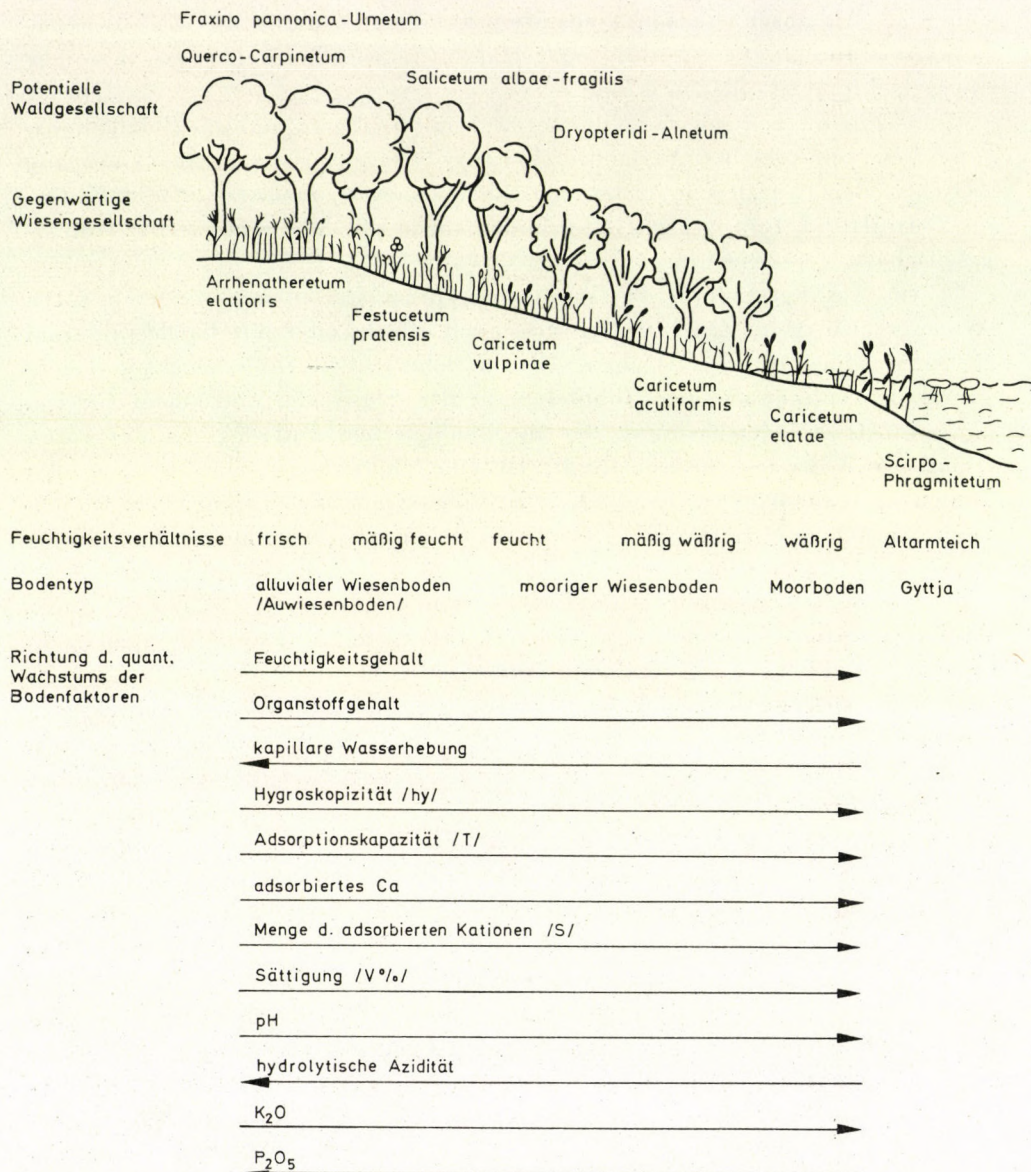 Fraxino pannonica-Ulmetum
Querco-Carpinetum
Salicetum albae-fragilis
Potentielle
Waldgesellschaft
Dryopteridi-Alnetum
Gegenwärtige
Wiesengesellschaft
Arrhenatheretum
elatioris
Festucetum
pratensis
Caricetum
vulpinae
Caricetum
acutiformis
Caricetum
elatae
Scirpo-
Phragmitetum
Feuchtigkeitsverhältnisse frisch mäßig feucht feucht mäßig wäßrig wäßrig Altarmteich
Bodentyp alluvialer Wiesenboden mooriger Wiesenboden Moorboden Gyttja
/Auwiesenboden/
Richtung d. quant.
Wachstums der
Bodenfaktoren
Feuchtigkeitsgehalt
Organstoffgehalt
kapillare Wasserhebung
Hygroskopizität /hy/
Adsorptionskapazität /T/
adsorbiertes Ca
Menge d. adsorbierten Kationen /S/
Sättigung /V%/
pH
hydrolytische Azidität
K₂O
P₂O₅